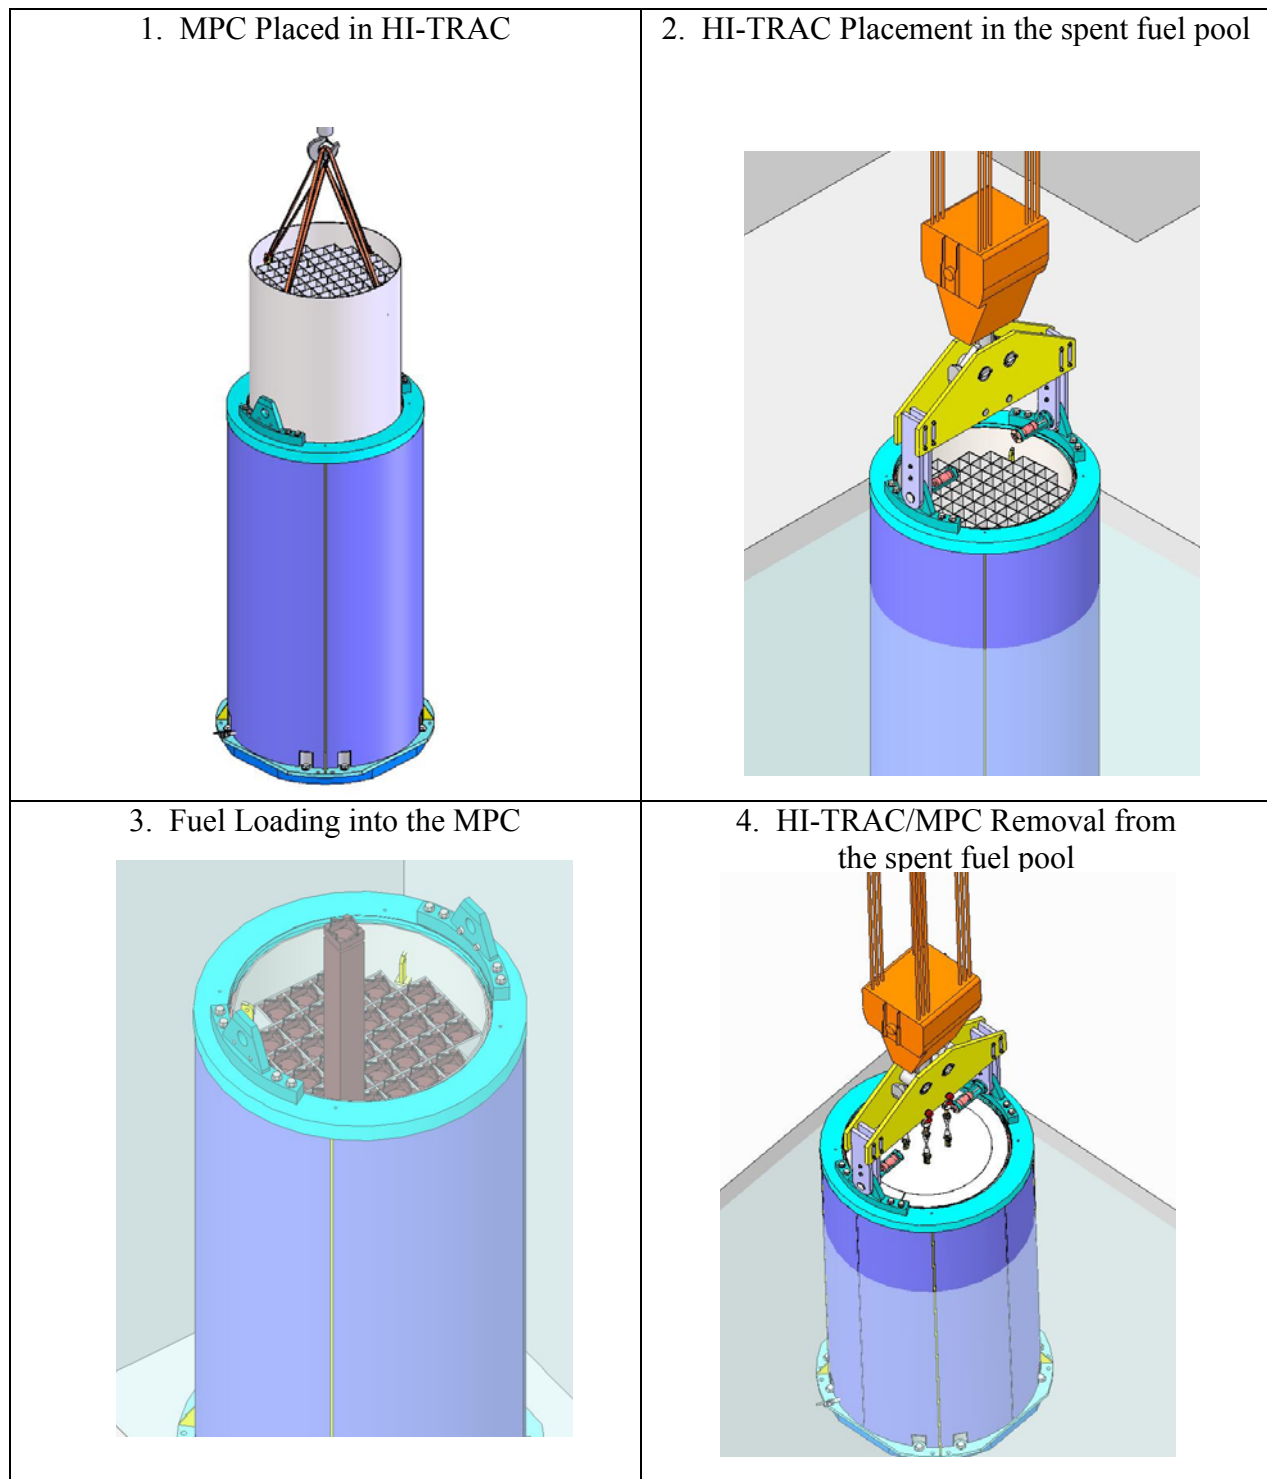 1. MPC Placed in HI-TRAC
2. HI-TRAC Placement in the spent fuel pool
3. Fuel Loading into the MPC
4. HI-TRAC/MPC Removal from
the spent fuel pool